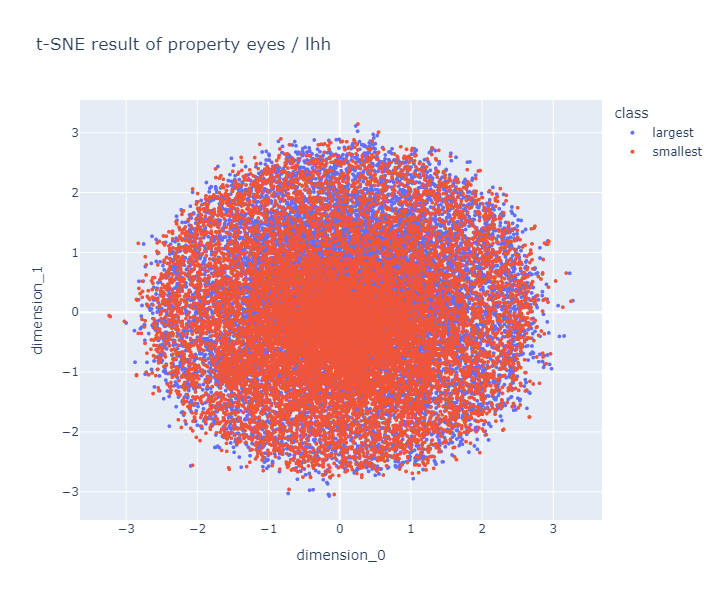 t-SNE result of property eyes / lhh
class
largest
smallest
3
2
1
0
−1
−2
−3
dimension_1
−3
−2
−1
0
1
2
3
dimension_0